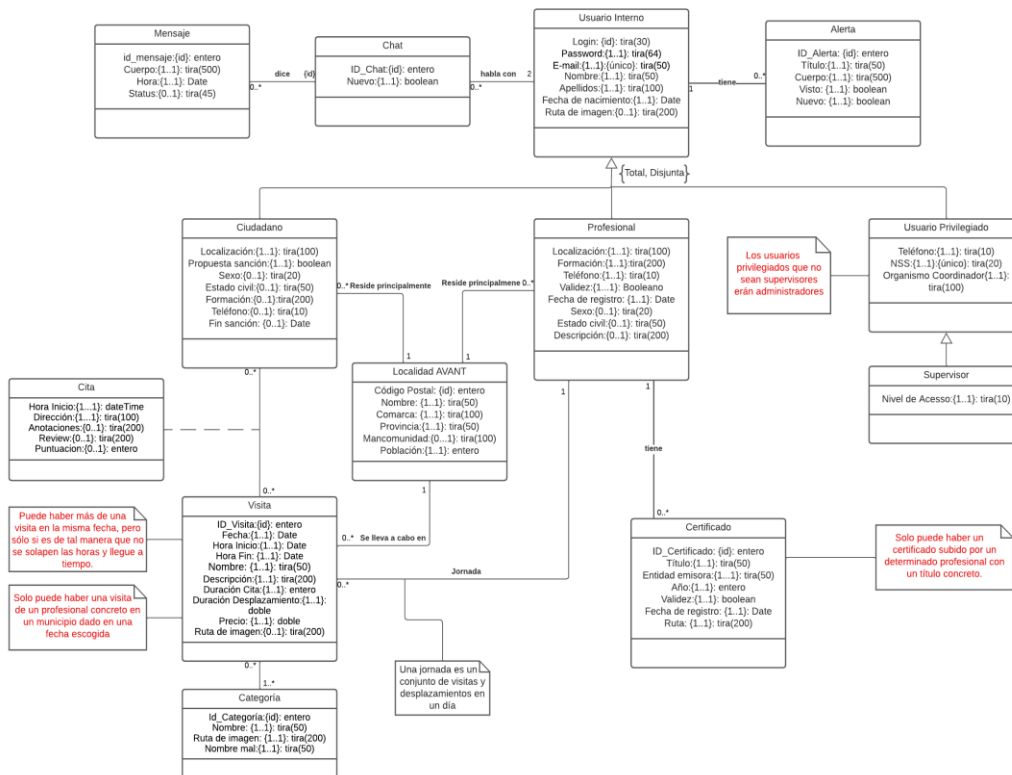 Mensaje
id_mensaje:{id}: entero
Cuerpo:{1..1}: tira(500)
Hora:{1..1}: Date
Status:{0..1}: tira(45)
dice
{id}
0..*
Chat
ID_Chat:{id}: entero
Nuevo:{1..1}: boolean
habla con
0..*
2
Usuario Interno
Login: {id}: tira(30)
Password:{1..1}: tira(64)
E-mail:{1..1}:{único}: tira(50)
Nombre:{1..1}: tira(50)
Apellidos:{1..1}: tira(100)
Fecha de nacimiento:{1..1}: Date
Ruta de imagen:{0..1}: tira(200)
1
tiene
0..*
Alerta
ID_Alerta: {id}: entero
Título:{1..1}: tira(50)
Cuerpo:{1..1}: tira(500)
Visto: {1..1}: boolean
Nuevo: {1..1}: boolean
{Total, Disjunta}
Ciudadano
Localización:{1..1}: tira(100)
Propuesta sanción:{1..1}: boolean
Sexo:{0..1}: tira(20)
Estado civil:{0..1}: tira(50)
Formación:{0..1}:tira(200)
Teléfono:{0..1}: tira(10)
Fin sanción: {0..1}: Date
0..*
Reside principalmente
1
0..*
Profesional
Localización:{1..1}: tira(100)
Formación:{1..1}:tira(200)
Teléfono:{1..1}: tira(10)
Validez:{1...1}: Booleano
Fecha de registro: {1..1}: Date
Sexo:{0..1}: tira(20)
Estado civil:{0..1}: tira(50)
Descripción:{0..1}: tira(200)
Reside principalmene 0..*
1
1
1
Los usuarios
privilegiados que no
sean supervisores
erán administradores
Usuario Privilegiado
Teléfono:{1..1}: tira(10)
NSS:{1..1}:{único}: tira(20)
Organismo Coordinador{1..1}:
tira(100)
Supervisor
Nivel de Acesso:{1..1}: tira(10)
Cita
Hora Inicio:{1...1}: dateTime
Dirección:{1...1}: tira(100)
Anotaciones:{0..1}: tira(200)
Review:{0..1}: tira(200)
Puntuacion:{0..1}: entero
Localidad AVANT
Código Postal: {id}: entero
Nombre: {1..1}: tira(50)
Comarca: {1..1}: tira(100)
Provincia: {1..1}: tira(50)
Mancomunidad:{0...1}: tira(100)
Población:{1..1}: entero
1
0..*
Se lleva a cabo en
tiene
0..*
Puede haber más de una
visita en la misma fecha, pero
sólo si es de tal manera que no
se solapen las horas y llegue a
tiempo.
Solo puede haber una visita
de un profesional concreto en
un municipio dado en una
fecha escogida
0..*
Visita
ID_Visita:{id}: entero
Fecha:{1..1}: Date
Hora Inicio:{1..1}: Date
Hora Fin: {1..1}: Date
Nombre: {1..1}: tira(50)
Descripción:{1..1}: tira(200)
Duración Cita:{1..1}: entero
Duración Desplazamiento:{1..1}:
doble
Precio: {1..1}: doble
Ruta de imagen:{0..1}: tira(200)
0..*
Jornada
Una jornada es un
conjunto de visitas y
desplazamientos en
un día
Certificado
ID_Certificado: {id}: entero
Título:{1..1}: tira(50)
Entidad emisora:{1...1}: tira(50)
Año:{1..1}: entero
Validez:{1..1}: boolean
Fecha de registro: {1..1}: Date
Ruta: {1..1}: tira(200)
Solo puede haber un
certificado subido por un
determinado profesional con
un título concreto.
0..*
1..*
Categoría
Id_Categoría:{id}: entero
Nombre: {1..1}: tira(50)
Ruta de imagen: {1..1}: tira(200)
Nombre mal:{1..1}: tira(50)